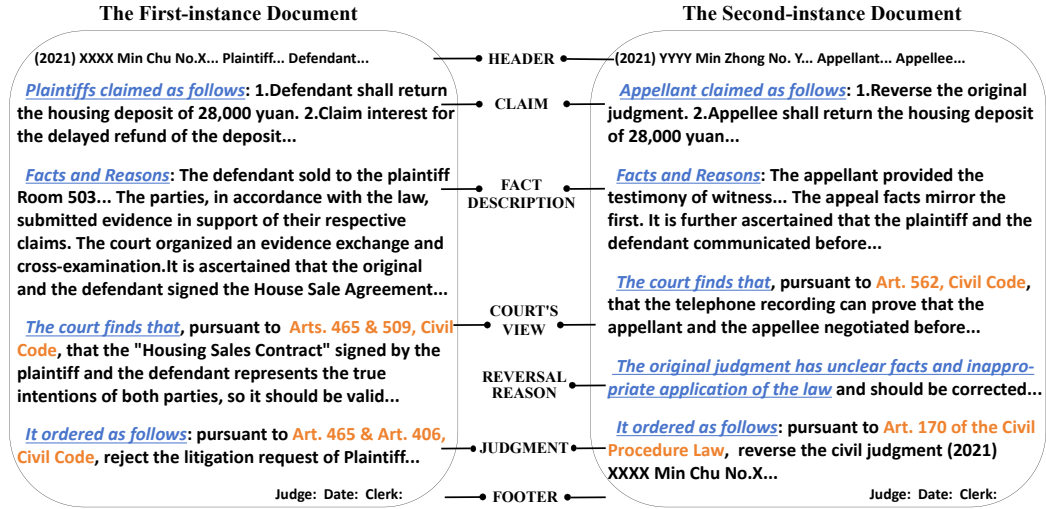 The First-instance Document
(2021) XXXX Min Chu No.X... Plaintiff... Defendant...
Plaintiffs claimed as follows: 1.Defendant shall return
the housing deposit of 28,000 yuan. 2.Claim interest for
the delayed refund of the deposit...
Facts and Reasons: The defendant sold to the plaintiff
Room 503... The parties, in accordance with the law,
submitted evidence in support of their respective
claims. The court organized an evidence exchange and
cross-examination.It is ascertained that the original
and the defendant signed the House Sale Agreement...
The court finds that, pursuant to Arts. 465 & 509, Civil
Code, that the "Housing Sales Contract" signed by the
plaintiff and the defendant represents the true
intentions of both parties, so it should be valid...
It ordered as follows: pursuant to Art. 465 & Art. 406,
Civil Code, reject the litigation request of Plaintiff...
Judge: Date: Clerk:
HEADER
CLAIM
FACT
DESCRIPTION
COURT'S
VIEW
REVERSAL
REASON
JUDGMENT
FOOTER
The Second-instance Document
(2021) YYYY Min Zhong No. Y... Appellant... Appellee...
Appellant claimed as follows: 1.Reverse the original
judgment. 2.Appellee shall return the housing deposit
of 28,000 yuan...
Facts and Reasons: The appellant provided the
testimony of witness... The appeal facts mirror the
first. It is further ascertained that the plaintiff and the
defendant communicated before...
The court finds that, pursuant to Art. 562, Civil Code,
that the telephone recording can prove that the
appellant and the appellee negotiated before...
The original judgment has unclear facts and inappro-
priate application of the law and should be corrected...
It ordered as follows: pursuant to Art. 170 of the Civil
Procedure Law, reverse the civil judgment (2021)
XXXX Min Chu No.X...
Judge: Date: Clerk: